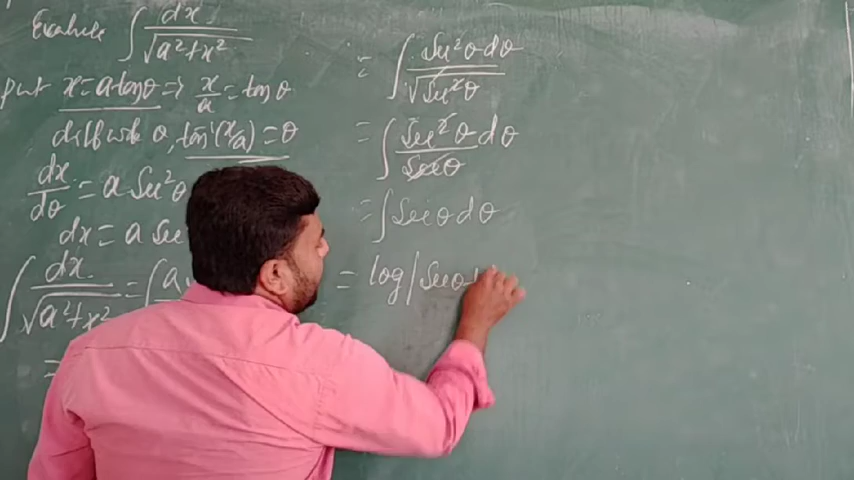 Evaluate ∫ dx/√(a²+x²)
put x = a tanθ ⇒ x/a = tanθ
diff w.r.to θ, tan⁻¹(x/a) = θ
dx/dθ = a Sec²θ
dx = a Sec
∫ dx/√(a²+x²) = ∫ a
=
= ∫ Sec²θ dθ/√(Sec²θ)
= ∫ Sec²θ dθ/Secθ
= ∫ Secθ dθ
= log|Secθ +